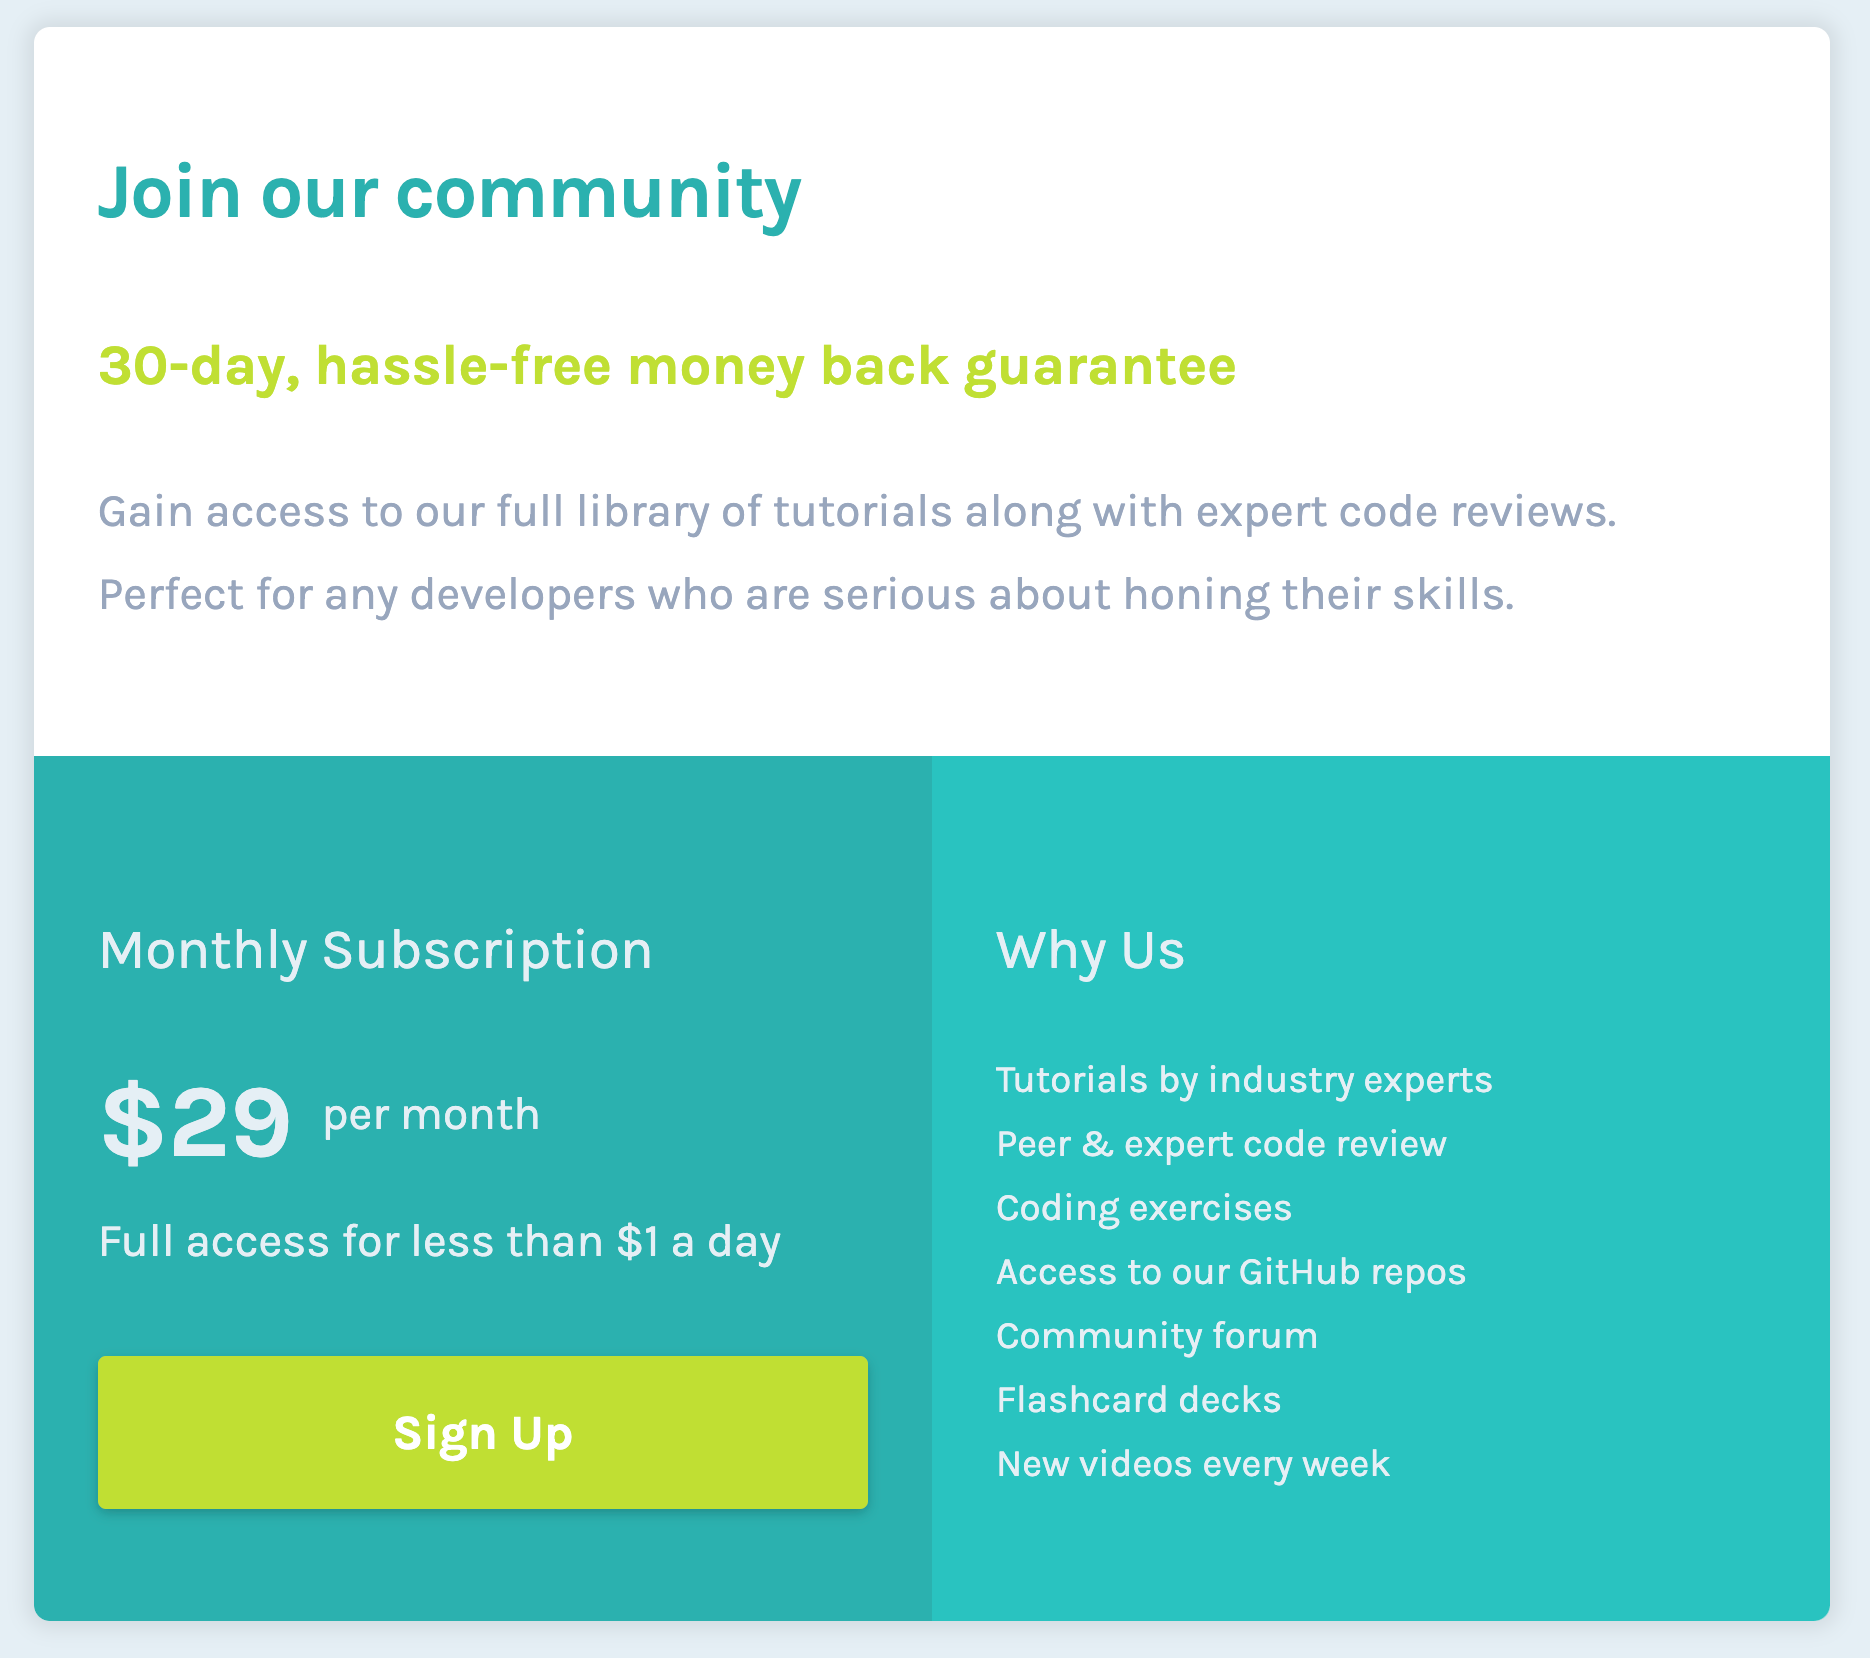 Join our community
30-day, hassle-free money back guarantee
Gain access to our full library of tutorials along with expert code reviews.
Perfect for any developers who are serious about honing their skills.
Monthly Subscription
$29 per month
Full access for less than $1 a day
Sign Up
Why Us
Tutorials by industry experts
Peer & expert code review
Coding exercises
Access to our GitHub repos
Community forum
Flashcard decks
New videos every week